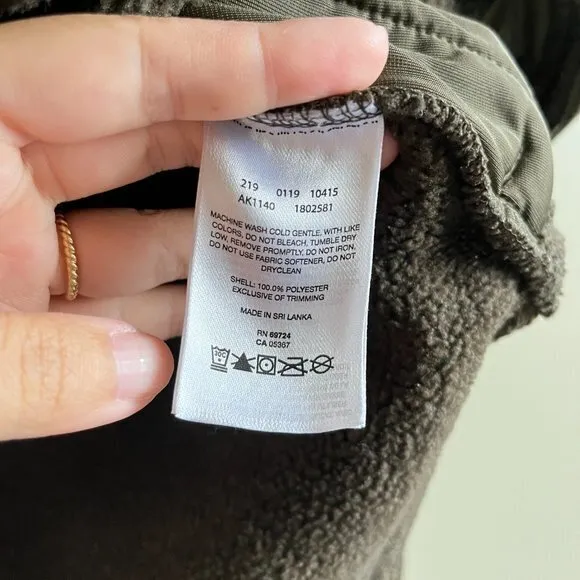 219 0119 10415
AK1140 1802581
MACHINE WASH COLD GENTLE, WITH LIKE
COLORS, DO NOT BLEACH, TUMBLE DRY
LOW, REMOVE PROMPTLY, DO NOT IRON,
DO NOT USE FABRIC SOFTENER, DO NOT
DRYCLEAN
SHELL: 100.0% POLYESTER
EXCLUSIVE OF TRIMMING
MADE IN SRI LANKA
RN 69724
CA 05367
30C